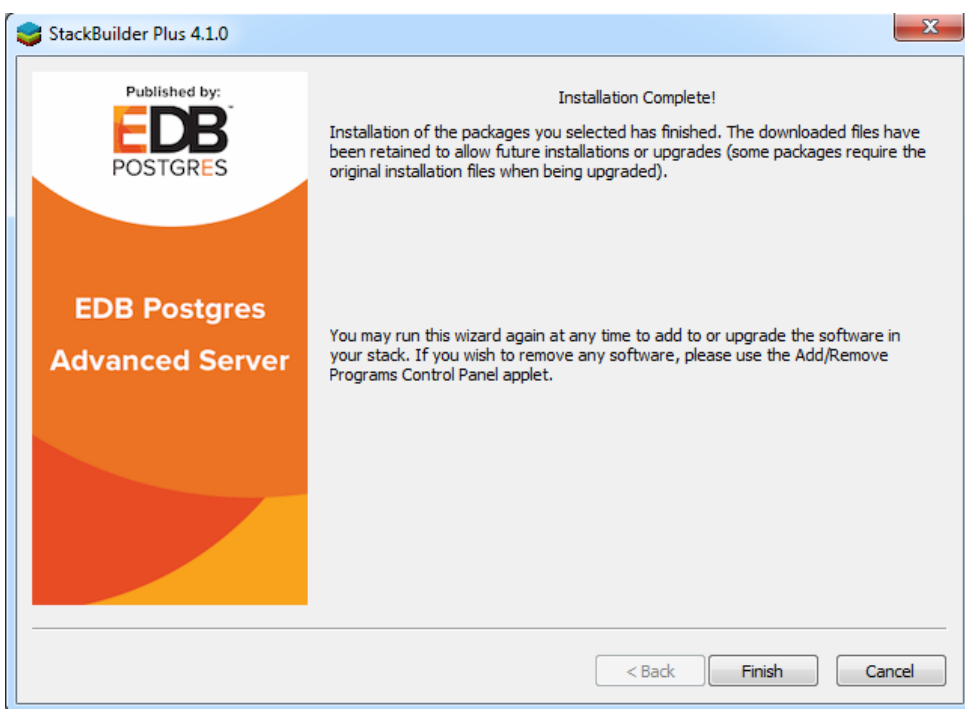 StackBuilder Plus 4.1.0
Published by:
EDB™
POSTGRES
EDB Postgres
Advanced Server
Installation Complete!
Installation of the packages you selected has finished. The downloaded files have
been retained to allow future installations or upgrades (some packages require the
original installation files when being upgraded).
You may run this wizard again at any time to add to or upgrade the software in
your stack. If you wish to remove any software, please use the Add/Remove
Programs Control Panel applet.
< Back
Finish
Cancel